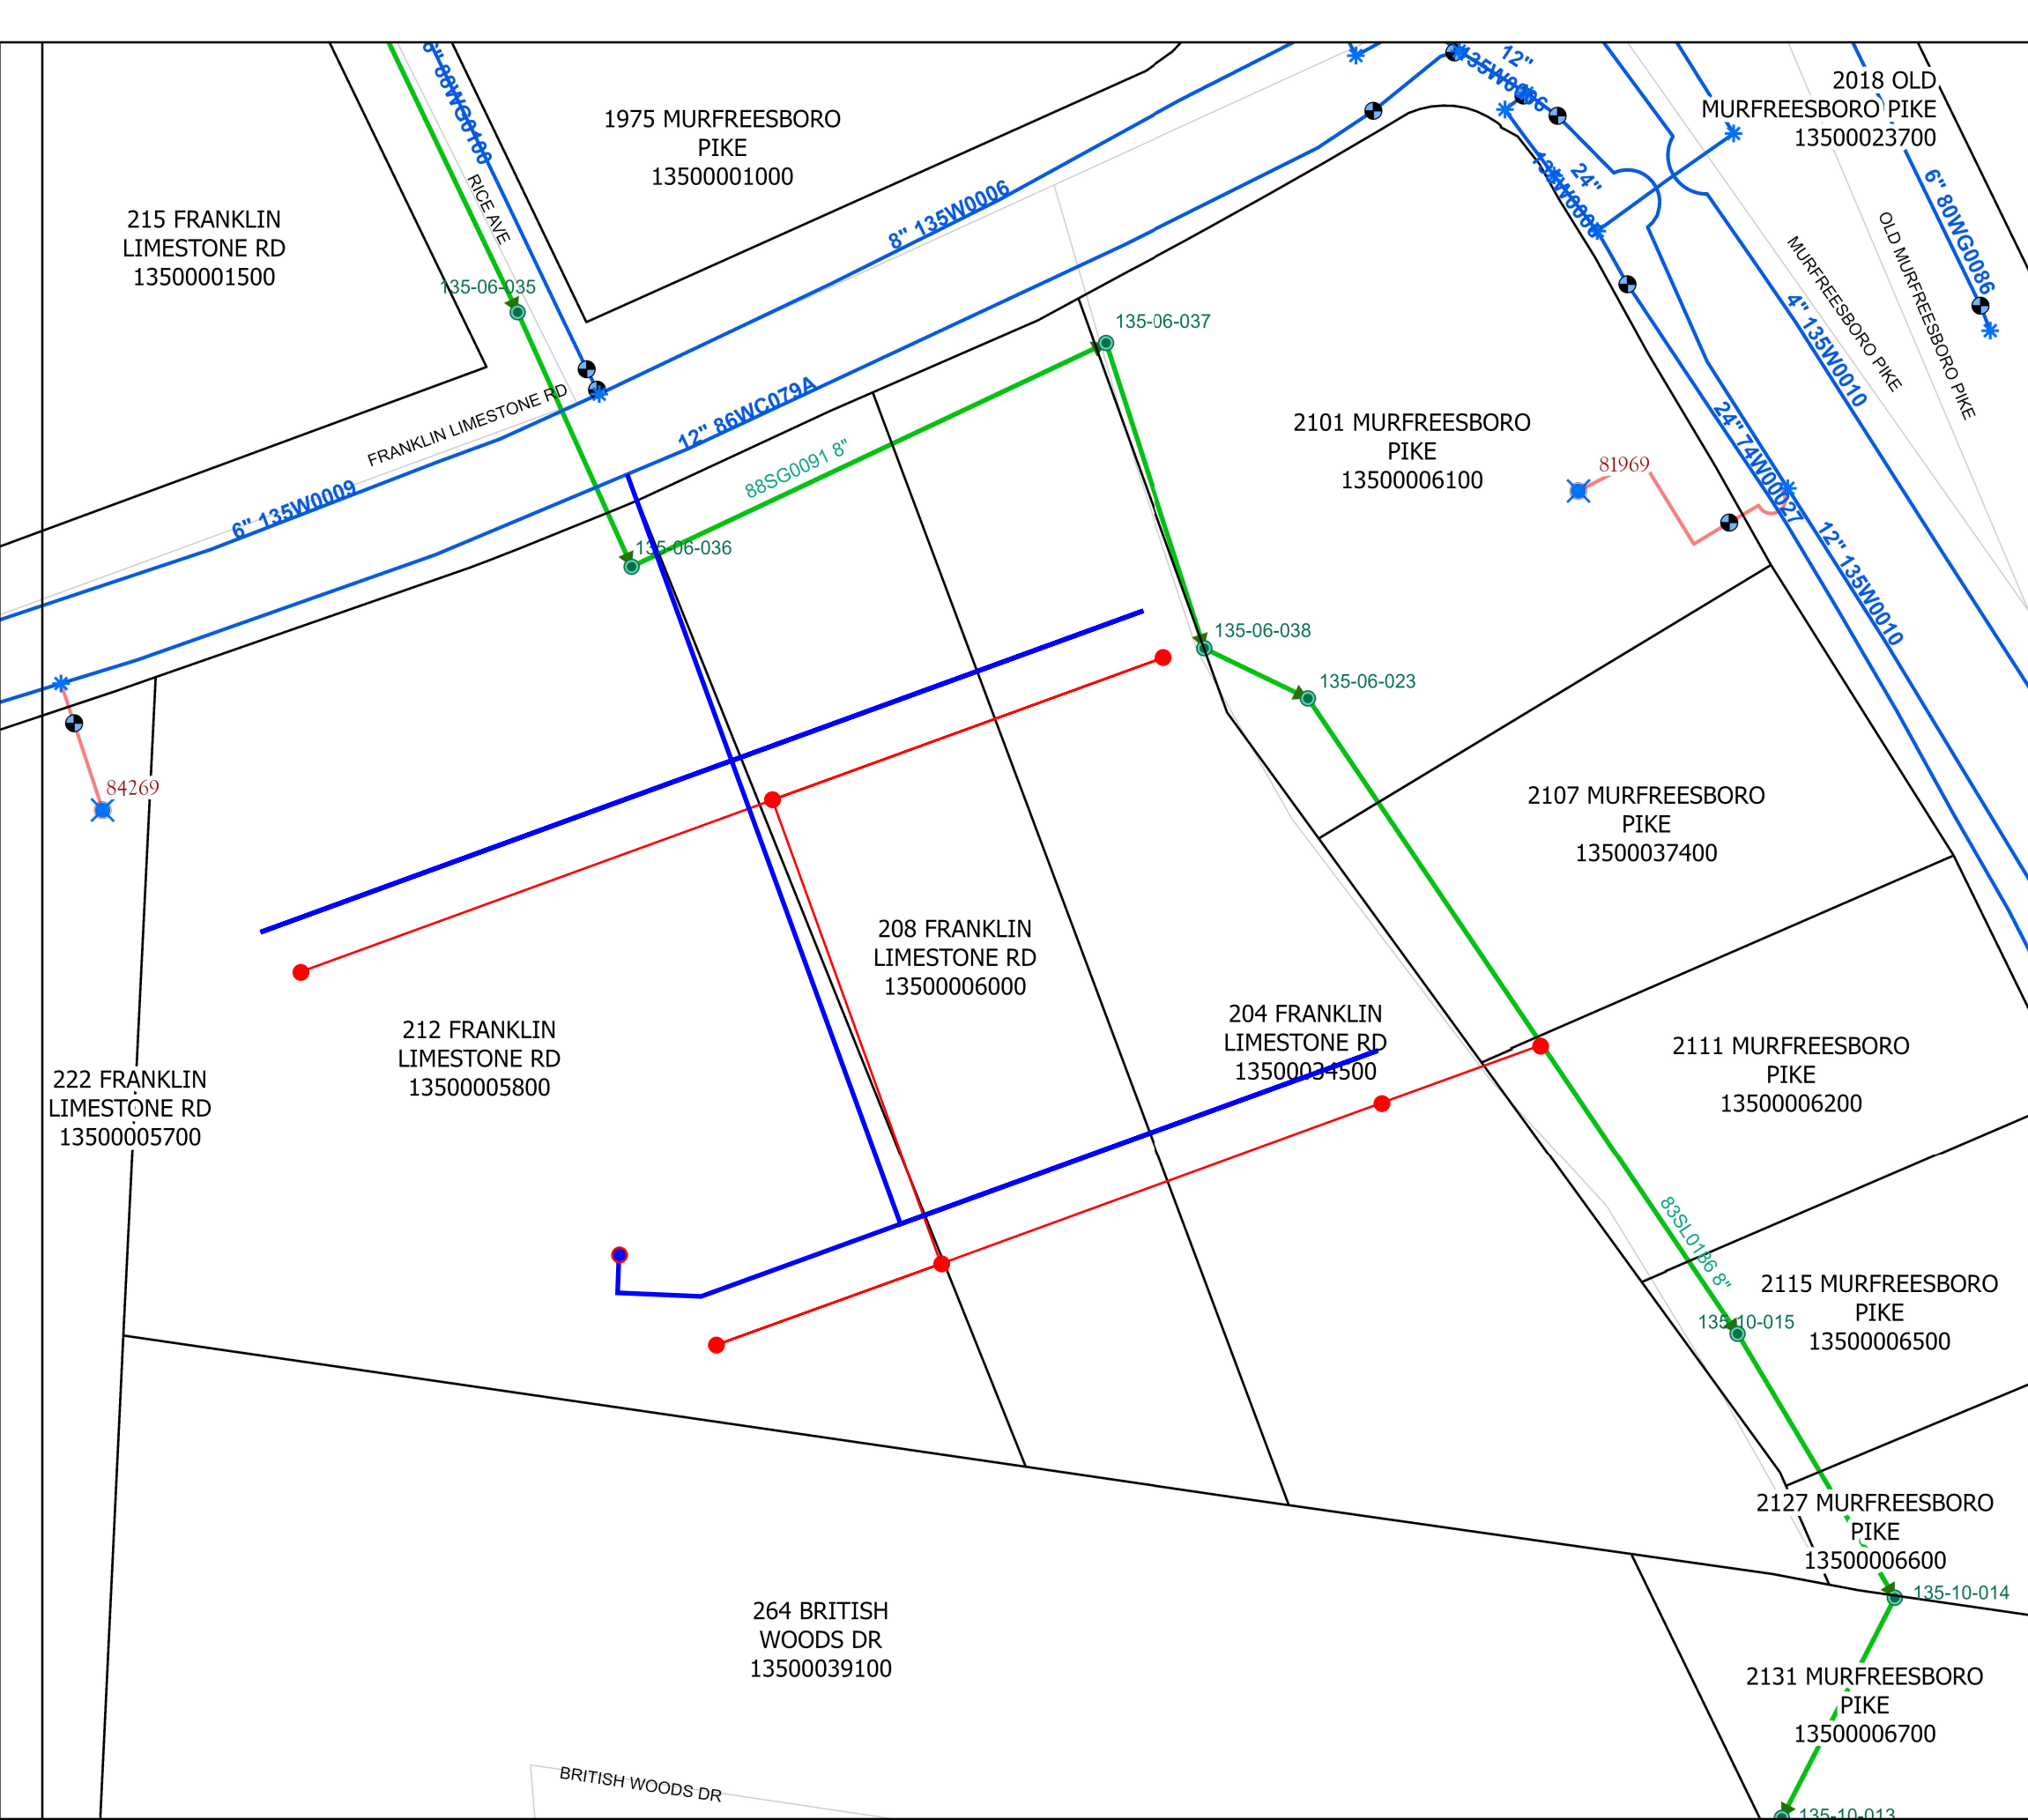 6" 88WG0100
RICE AVE
1975 MURFREESBORO
PIKE
13500001000
12"
135W0006
2018 OLD
MURFREESBORO PIKE
13500023700
215 FRANKLIN
LIMESTONE RD
13500001500
8" 135W0006
24"
6" 80WG0086
MURFREESBORO PIKE
OLD MURFREESBORO PIKE
135-06-035
135-06-037
4" 135W0010
FRANKLIN LIMESTONE RD
12" 86WC079A
88SG0091 8"
2101 MURFREESBORO
PIKE
13500006100
81969
24" 74W0027
6" 135W0009
135-06-036
12" 135W0010
135-06-038
135-06-023
84269
2107 MURFREESBORO
PIKE
13500037400
208 FRANKLIN
LIMESTONE RD
13500006000
212 FRANKLIN
LIMESTONE RD
13500005800
204 FRANKLIN
LIMESTONE RD
13500034500
2111 MURFREESBORO
PIKE
13500006200
222 FRANKLIN
LIMESTONE RD
13500005700
83SL0186 8"
2115 MURFREESBORO
PIKE
13500006500
135-10-015
2127 MURFREESBORO
PIKE
13500006600
135-10-014
264 BRITISH
WOODS DR
13500039100
2131 MURFREESBORO
PIKE
13500006700
BRITISH WOODS DR
135-10-013